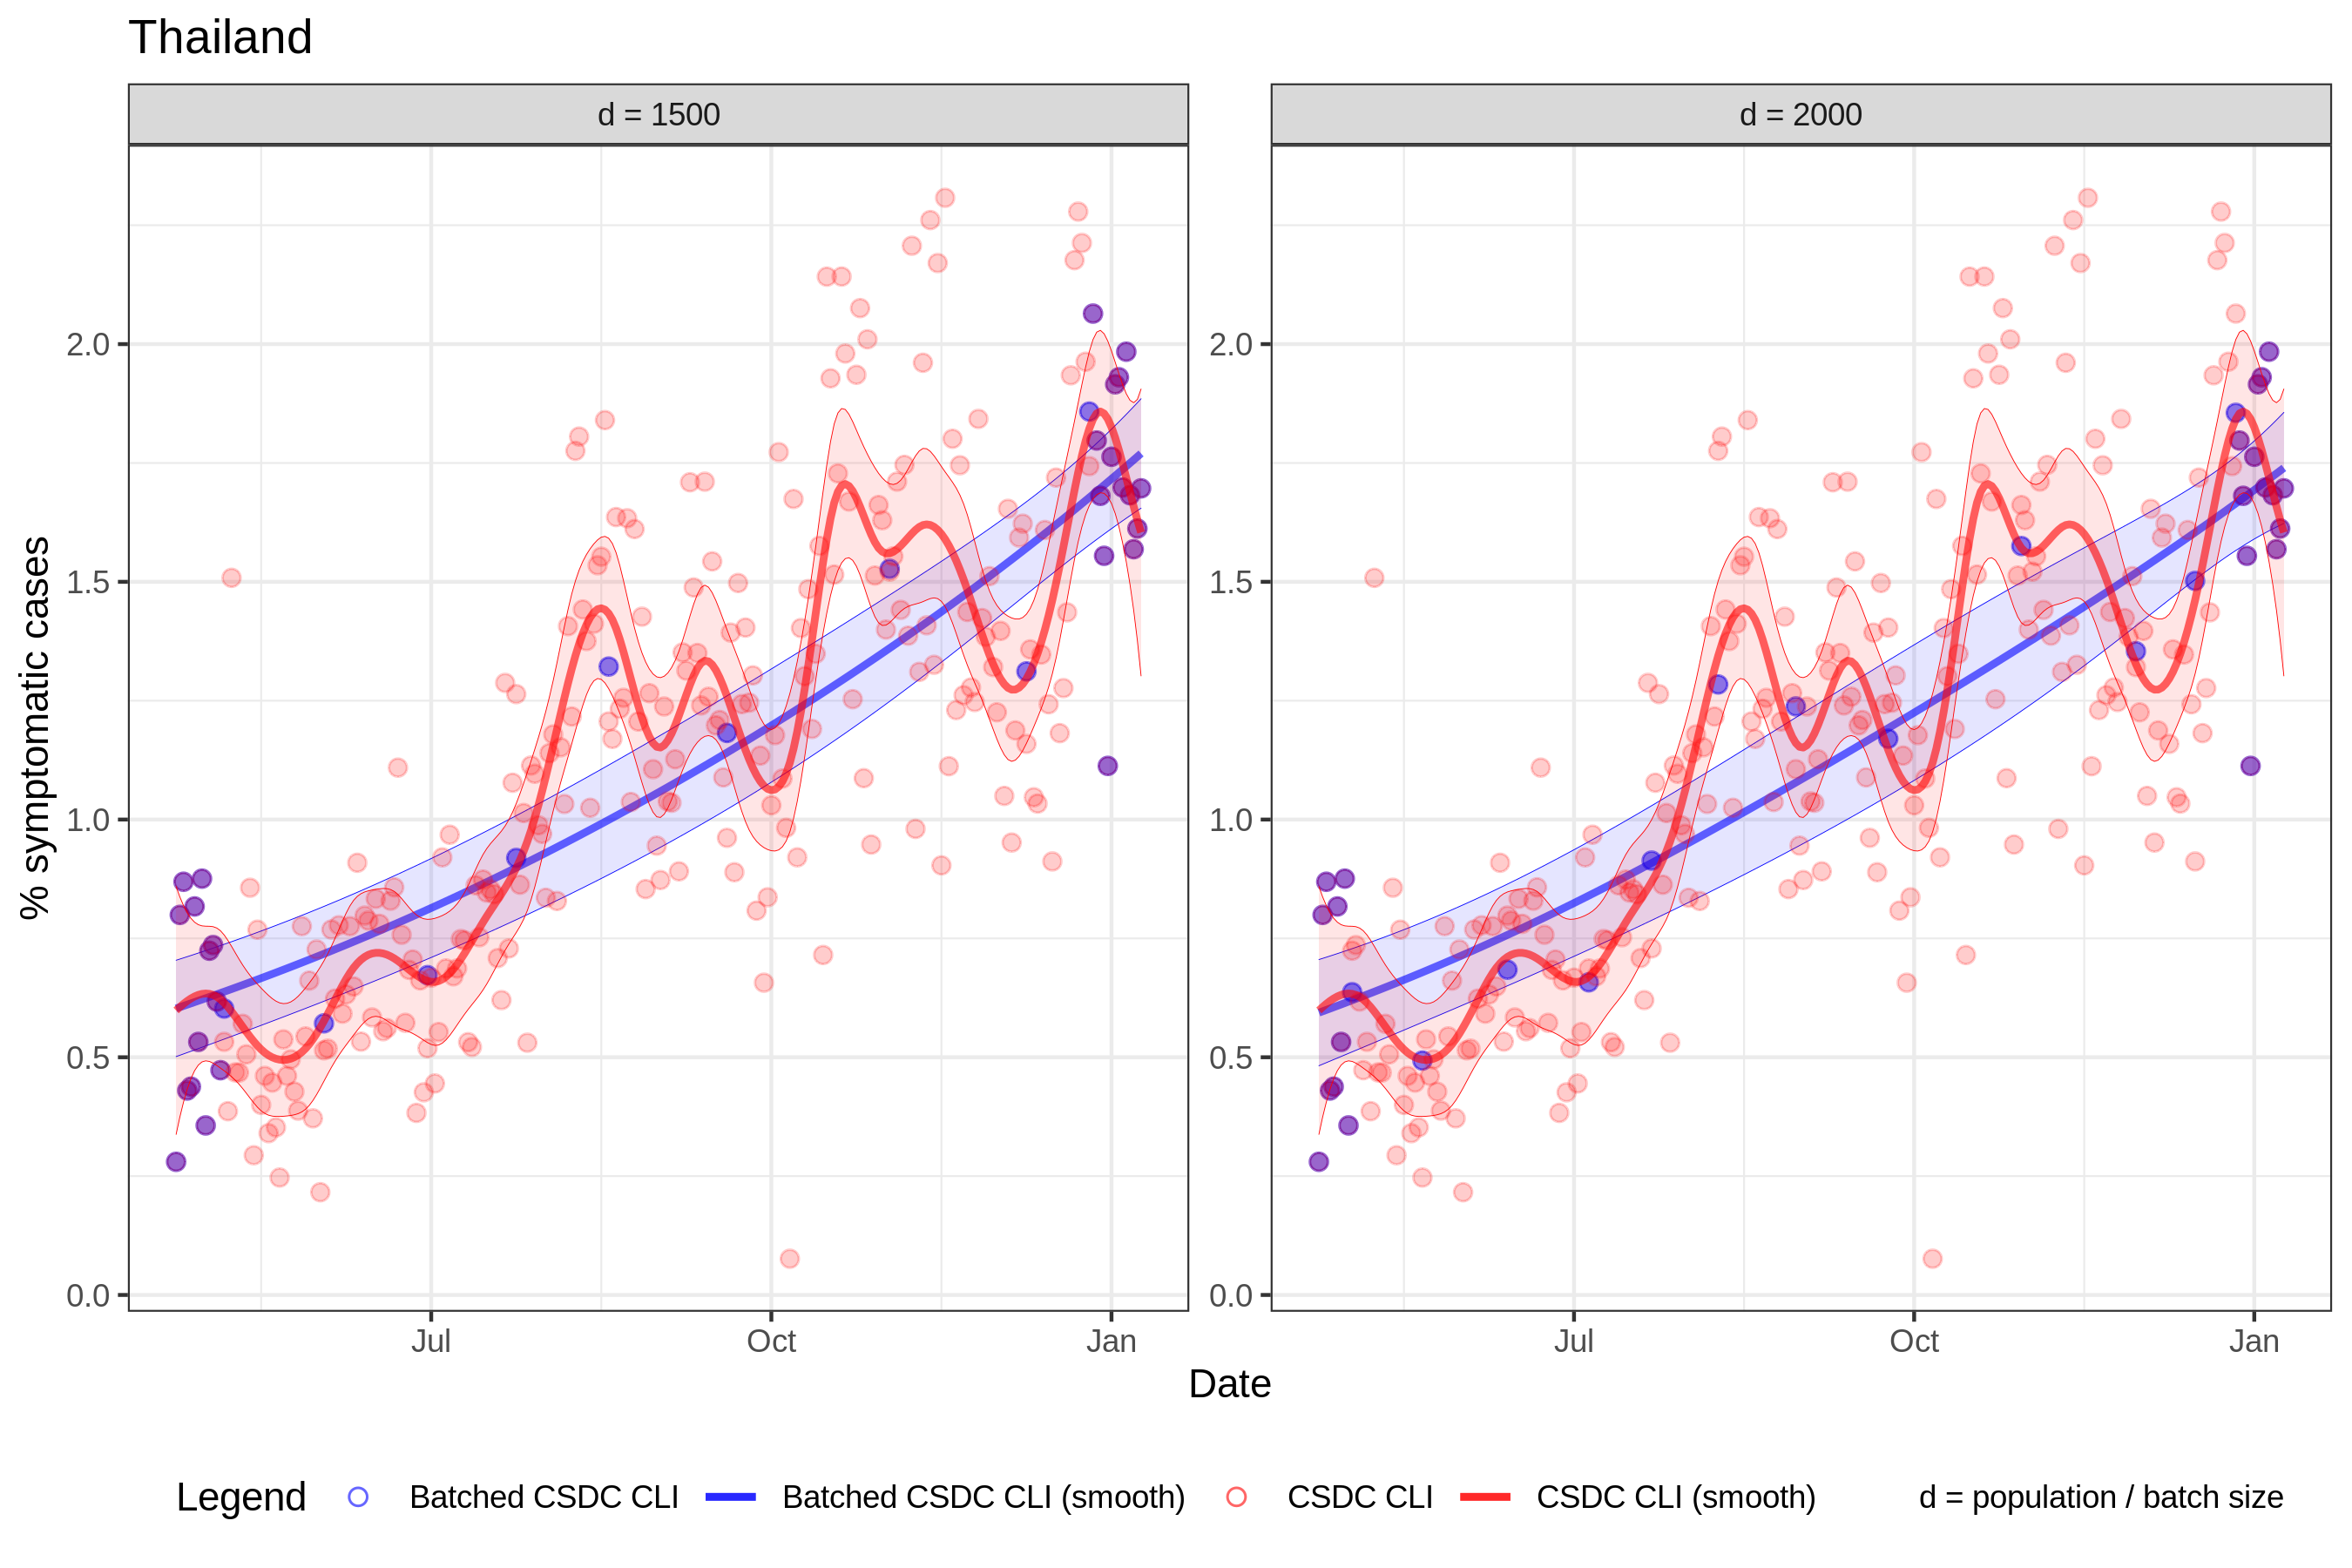 Thailand
d = 1500
d = 2000
% symptomatic cases
2.0
1.5
1.0
0.5
0.0
2.0
1.5
1.0
0.5
0.0
Jul
Oct
Jan
Jul
Oct
Jan
Date
Legend
Batched CSDC CLI
Batched CSDC CLI (smooth)
CSDC CLI
CSDC CLI (smooth)
d = population / batch size